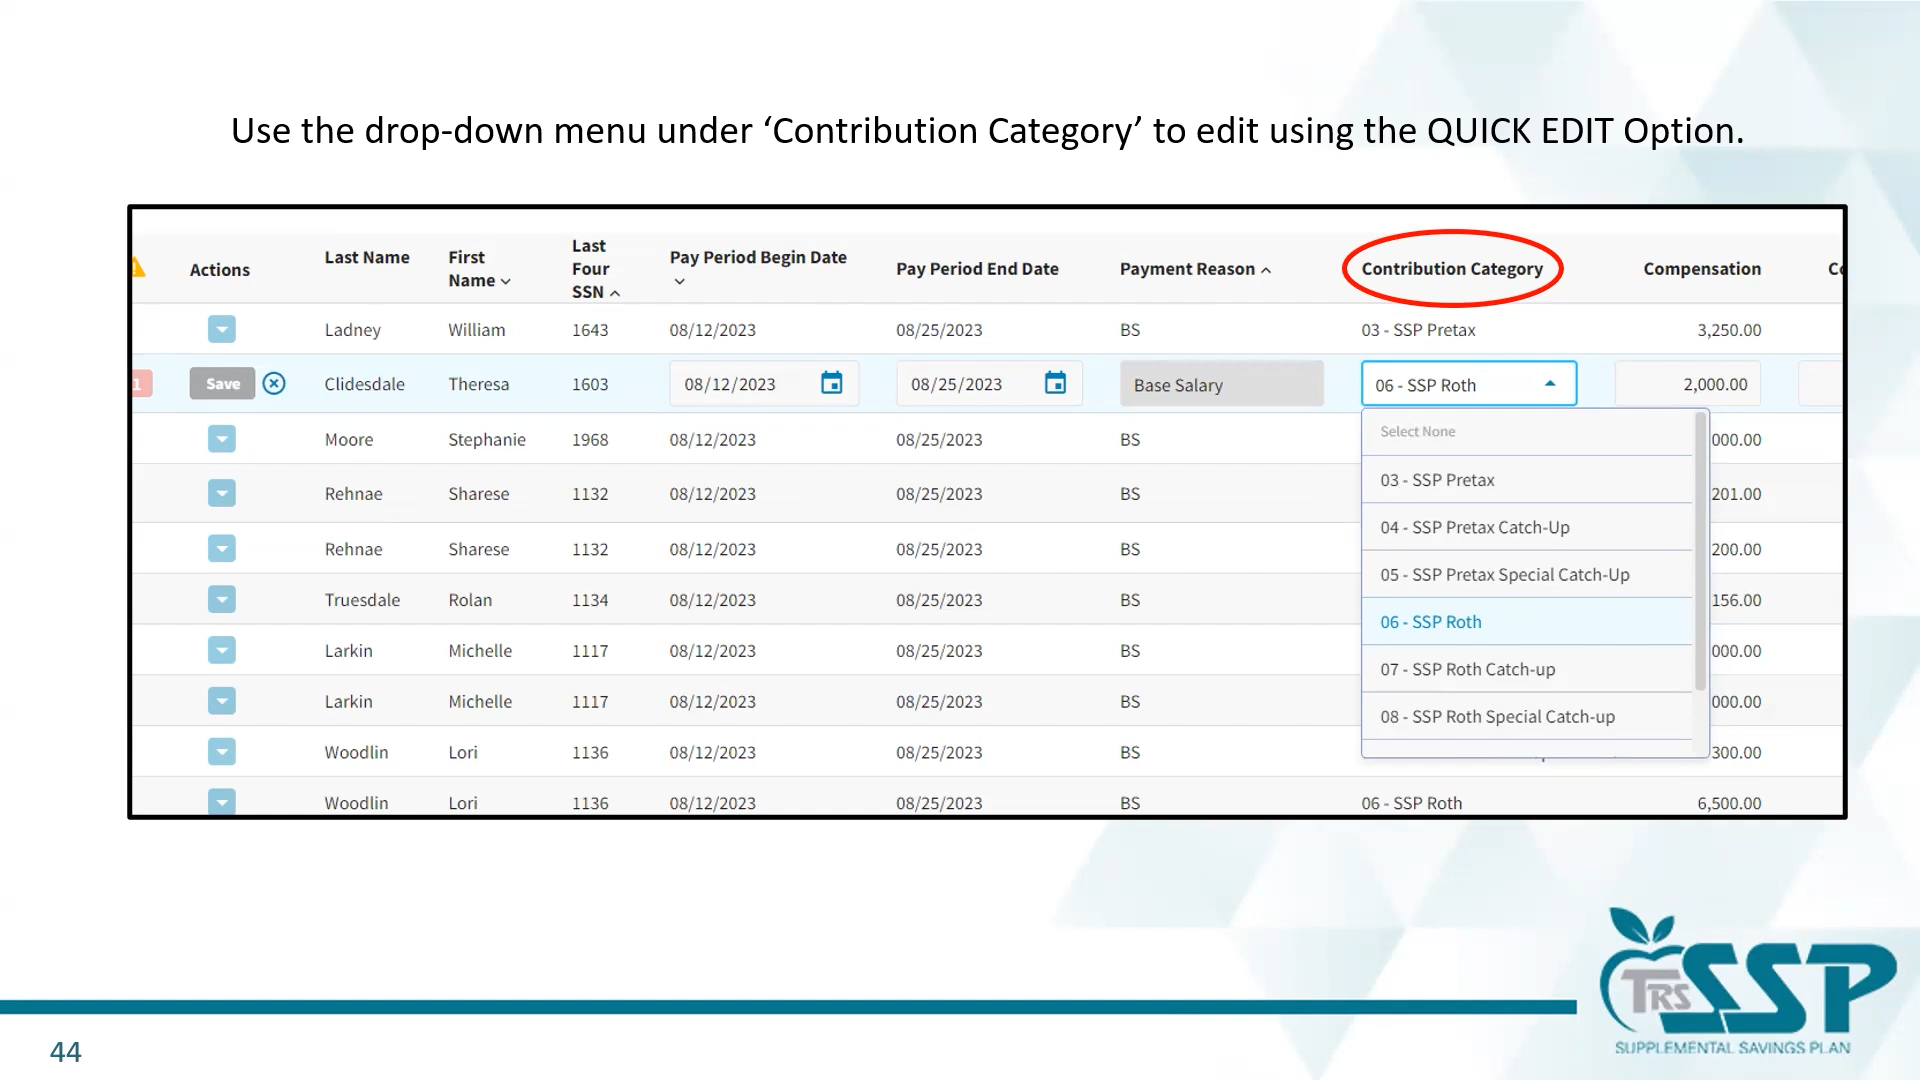 Use the drop-down menu under ‘Contribution Category’ to edit using the QUICK EDIT Option.
Actions Last Name First Name Last Four SSN Pay Period Begin Date Pay Period End Date Payment Reason Contribution Category Compensation Co
Ladney William 1643 08/12/2023 08/25/2023 BS 03 - SSP Pretax 3,250.00
1 Save Clidesdale Theresa 1603 08/12/2023 08/25/2023 Base Salary 06 - SSP Roth 2,000.00
Select None
Moore Stephanie 1968 08/12/2023 08/25/2023 BS 000.00
03 - SSP Pretax
Rehnae Sharese 1132 08/12/2023 08/25/2023 BS 201.00
04 - SSP Pretax Catch-Up
Rehnae Sharese 1132 08/12/2023 08/25/2023 BS 200.00
05 - SSP Pretax Special Catch-Up
Truesdale Rolan 1134 08/12/2023 08/25/2023 BS 156.00
06 - SSP Roth
Larkin Michelle 1117 08/12/2023 08/25/2023 BS 000.00
07 - SSP Roth Catch-up
Larkin Michelle 1117 08/12/2023 08/25/2023 BS 000.00
08 - SSP Roth Special Catch-up
Woodlin Lori 1136 08/12/2023 08/25/2023 BS 300.00
Woodlin Lori 1136 08/12/2023 08/25/2023 BS 06 - SSP Roth 6,500.00
TRS SSP
SUPPLEMENTAL SAVINGS PLAN
44